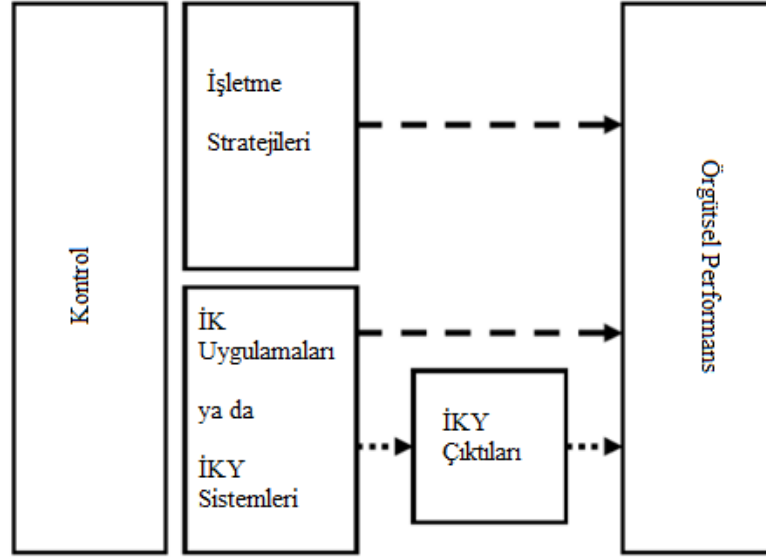 Kontrol
İşletme
Stratejileri
İK
Uygulamaları
ya da
İKY
Sistemleri
İKY
Çıktıları
Örgütsel Performans